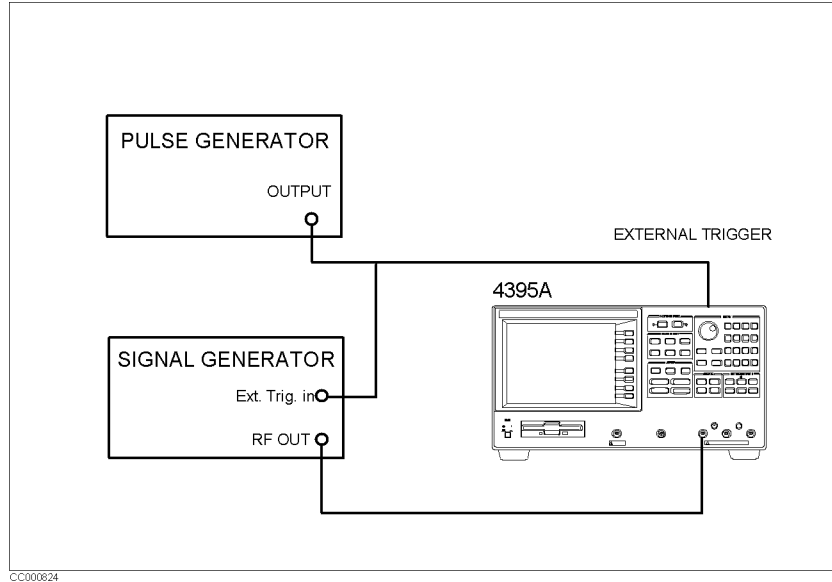 PULSE GENERATOR
OUTPUT
EXTERNAL TRIGGER
4395A
SIGNAL GENERATOR
Ext. Trig. in
RF OUT
CC000824